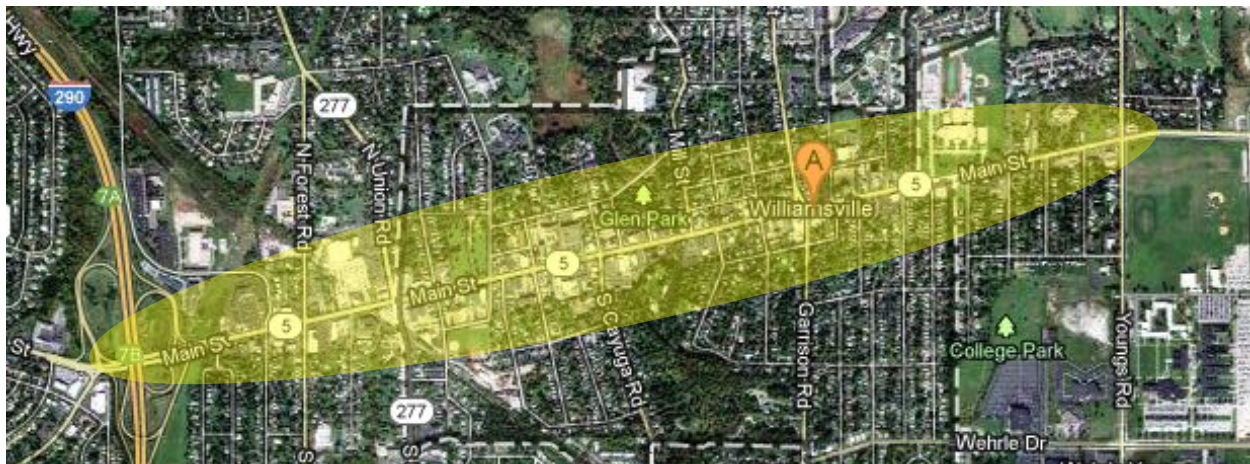 Hwy
290
277
N Forest Rd
N Union Rd
Mill St
A
5
Main St
7A
Glen Park
Williamsville
5
Main St
5
Main St
7B
St
S Cayuga Rd
Garrison Rd
College Park
Youngs Rd
277
Wehrle Dr
S
S